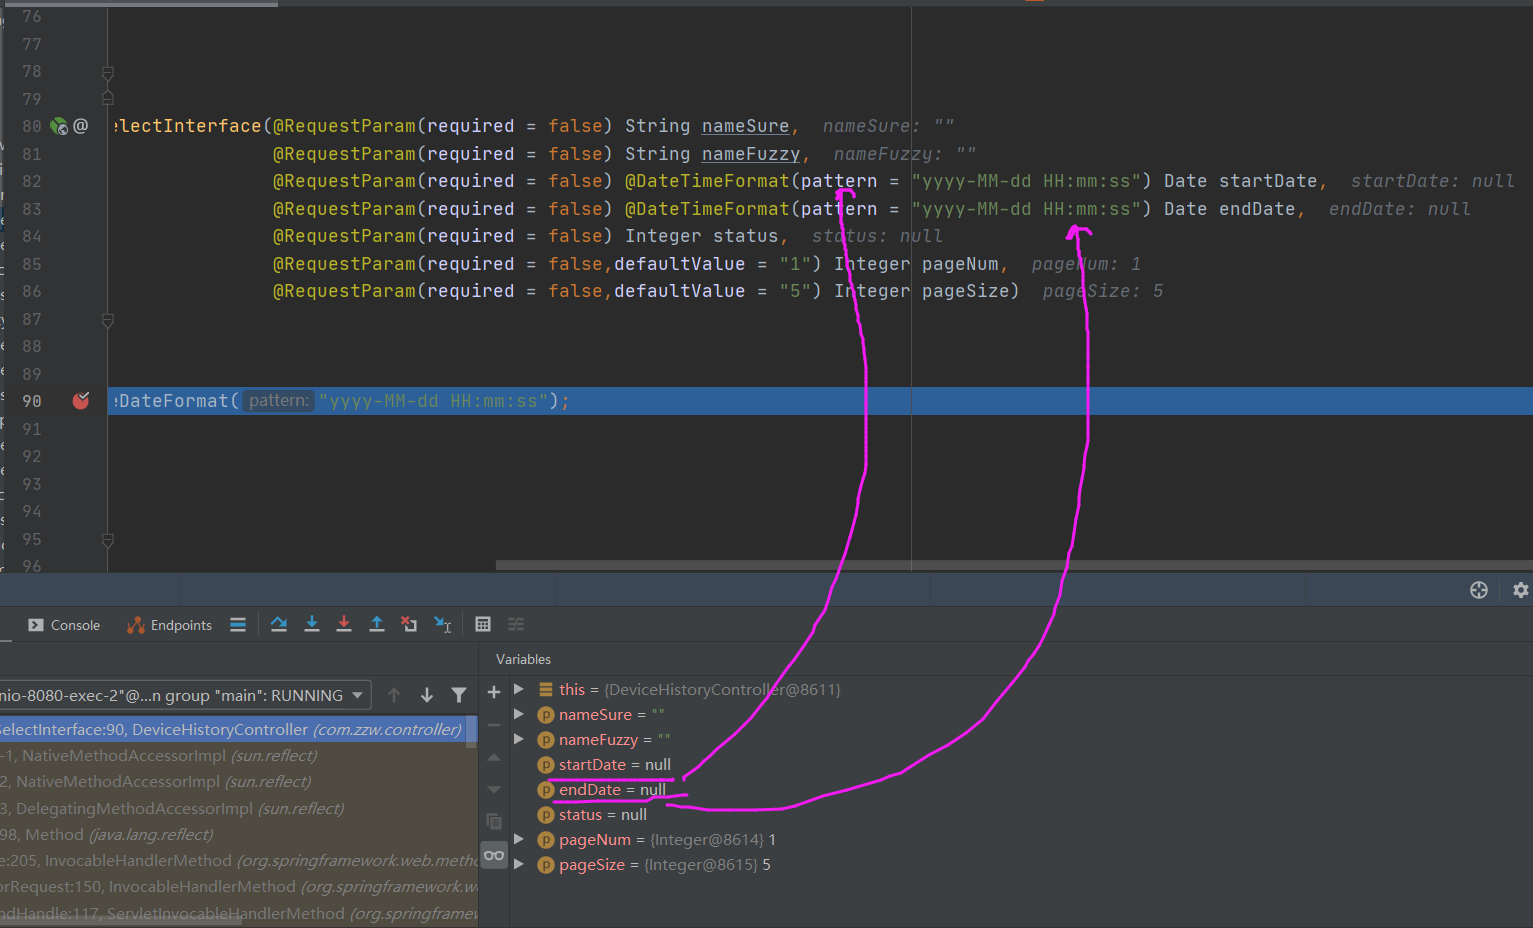 76
77
78
79
80 electInterface(@RequestParam(required = false) String nameSure, nameSure: ""
81 @RequestParam(required = false) String nameFuzzy, nameFuzzy: ""
82 @RequestParam(required = false) @DateTimeFormat(pattern = "yyyy-MM-dd HH:mm:ss") Date startDate, startDate: null
83 @RequestParam(required = false) @DateTimeFormat(pattern = "yyyy-MM-dd HH:mm:ss") Date endDate, endDate: null
84 @RequestParam(required = false) Integer status, status: null
85 @RequestParam(required = false,defaultValue = "1") Integer pageNum, pageNum: 1
86 @RequestParam(required = false,defaultValue = "5") Integer pageSize) pageSize: 5
87
88
89
90 eDateFormat( pattern: "yyyy-MM-dd HH:mm:ss");
91
92
93
94
95
96
Console Endpoints
Variables
nio-8080-exec-2"@...n group "main": RUNNING
SelectInterface:90, DeviceHistoryController (com.zzw.controller)
-1, NativeMethodAccessorImpl (sun.reflect)
2, NativeMethodAccessorImpl (sun.reflect)
3, DelegatingMethodAccessorImpl (sun.reflect)
98, Method (java.lang.reflect)
e:205, InvocableHandlerMethod (org.springframework.web.metho
orRequest:150, InvocableHandlerMethod (org.springframework.w
ndHandle:117, ServletInvocableHandlerMethod (org.springframew
this = {DeviceHistoryController@8611}
nameSure = ""
nameFuzzy = ""
startDate = null
endDate = null
status = null
pageNum = {Integer@8614} 1
pageSize = {Integer@8615} 5